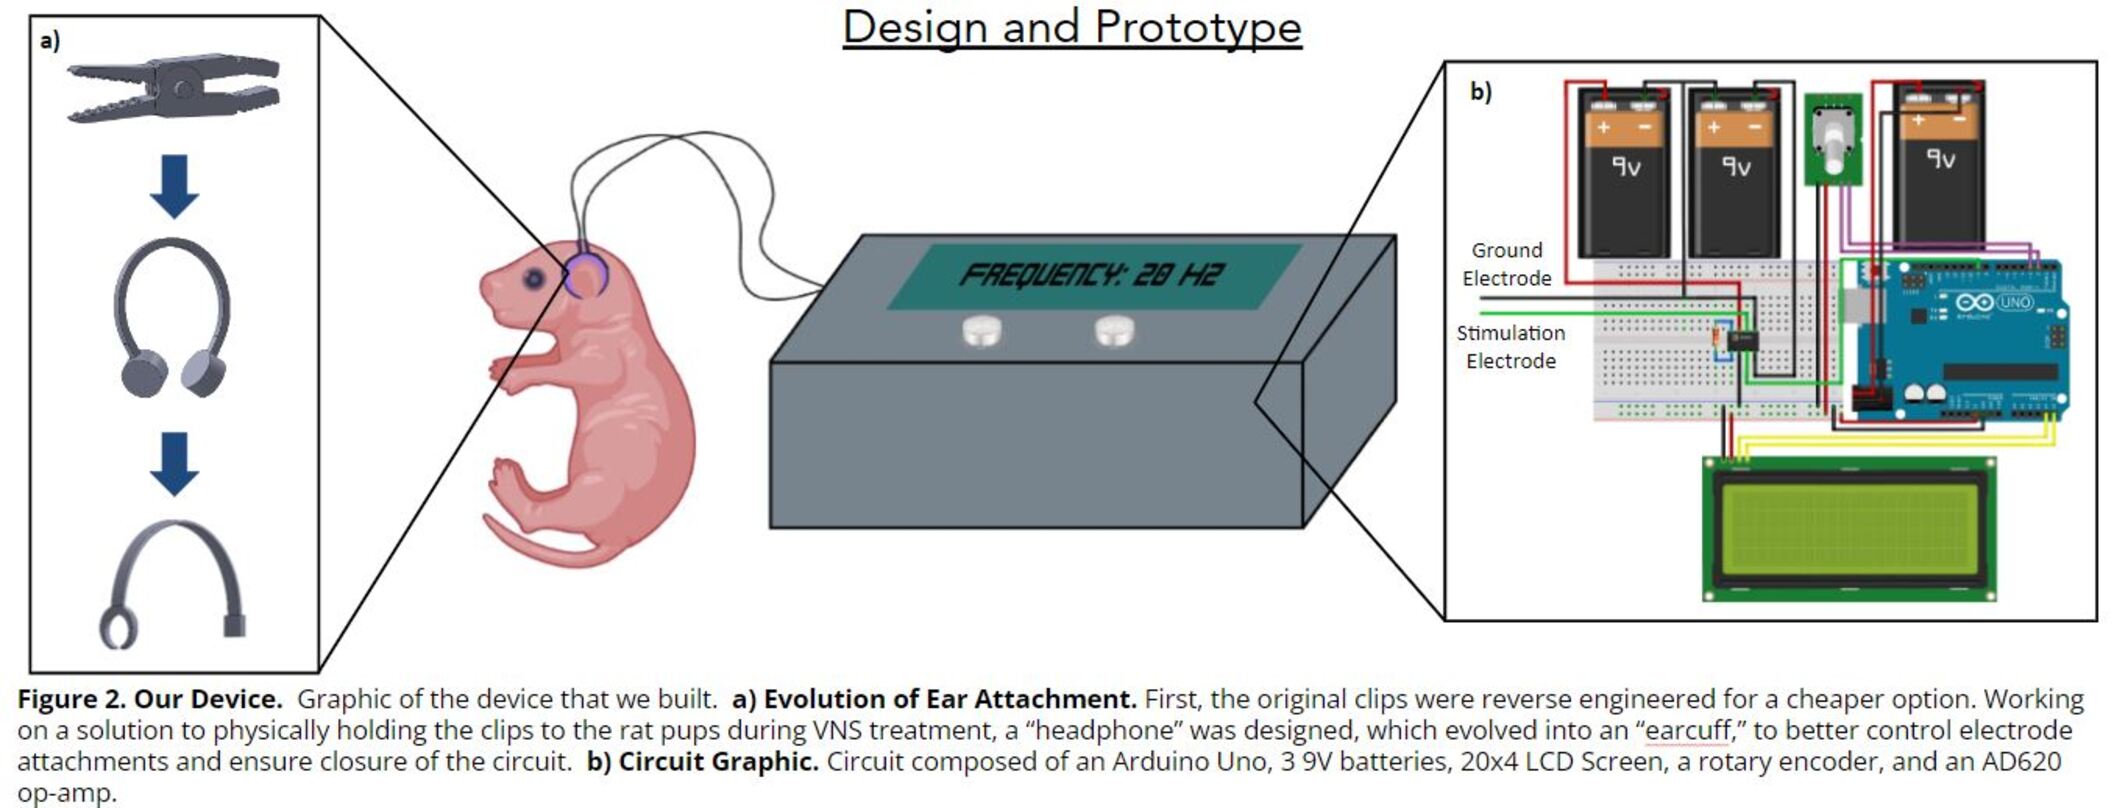 Design and Prototype
a)
FREQUENCY: 20 HZ
b)
+ -
9v
+ -
9v
+ -
9v
Ground
Electrode
Stimulation
Electrode
UNO
Figure 2. Our Device. Graphic of the device that we built. a) Evolution of Ear Attachment. First, the original clips were reverse engineered for a cheaper option. Working
on a solution to physically holding the clips to the rat pups during VNS treatment, a “headphone” was designed, which evolved into an “earcuff,” to better control electrode
attachments and ensure closure of the circuit. b) Circuit Graphic. Circuit composed of an Arduino Uno, 3 9V batteries, 20x4 LCD Screen, a rotary encoder, and an AD620
op-amp.